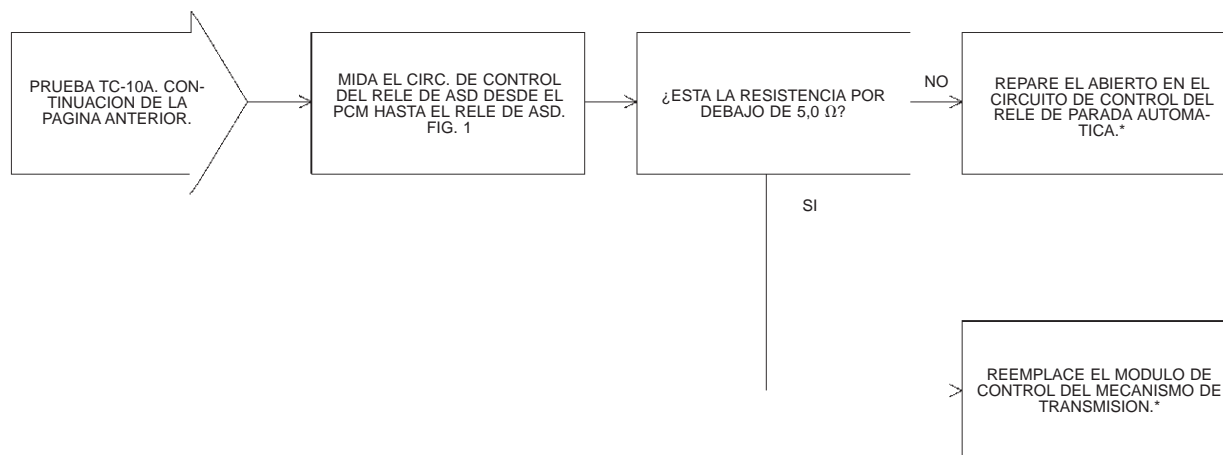 PRUEBA TC-10A. CON-
TINUACION DE LA
PAGINA ANTERIOR.
MIDA EL CIRC. DE CONTROL
DEL RELE DE ASD DESDE EL
PCM HASTA EL RELE DE ASD.
FIG. 1
¿ESTA LA RESISTENCIA POR
DEBAJO DE 5,0 Ω?
NO
REPARE EL ABIERTO EN EL
CIRCUITO DE CONTROL DEL
RELE DE PARADA AUTOMA-
TICA.*
SI
REEMPLACE EL MODULO DE
CONTROL DEL MECANISMO DE
TRANSMISION.*